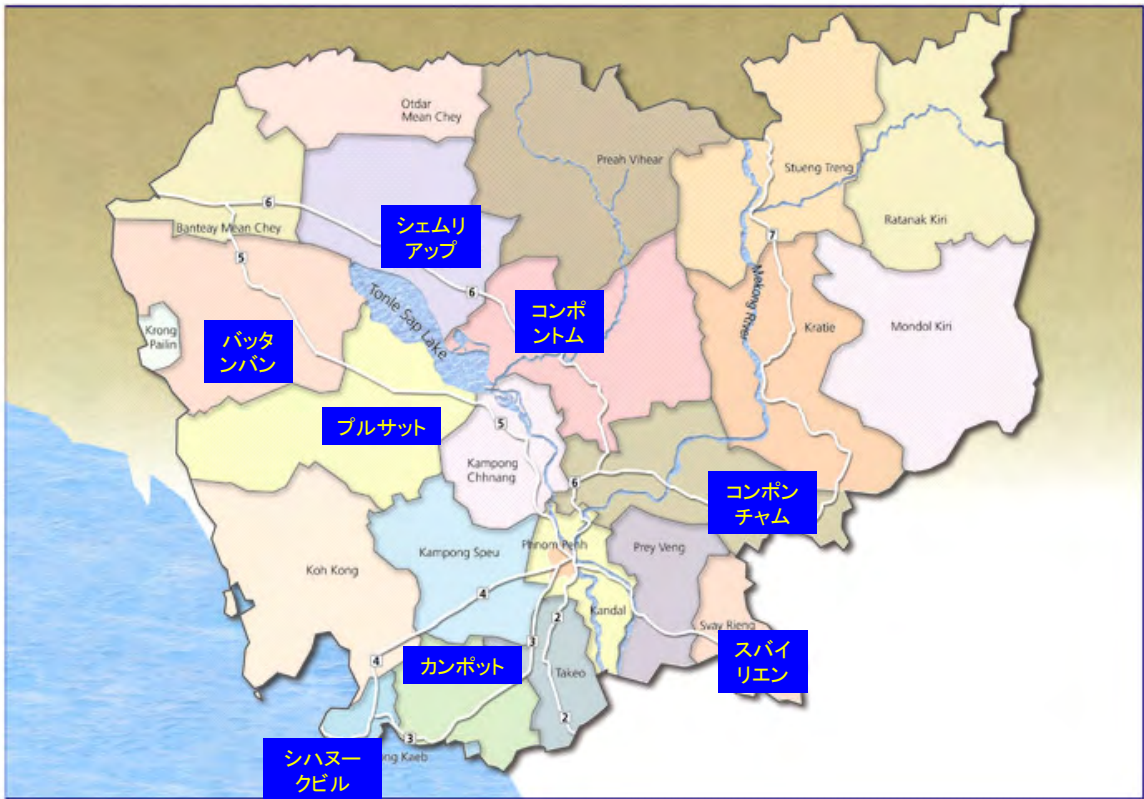 Otdar
Mean Chey
Preah Vihear
Stueng Treng
Ratanak Kiri
6
Banteay Mean Chey
シェムリ
アップ
7
5
Mekong River
Tonle Sap Lake
6
コンポ
ントム
Kratie
Mondol Kiri
Krong
Pailin
バッタ
ンバン
プルサット
5
Kampong
Chhnang
6
コンポン
チャム
Phnom Penh
Prey Veng
Kampong Speu
Koh Kong
4
Kandal
2
Svay Rieng
3
スバイ
リエン
4
カンポット
Takeo
2
3
シハヌー
クビル
ng Kaeb